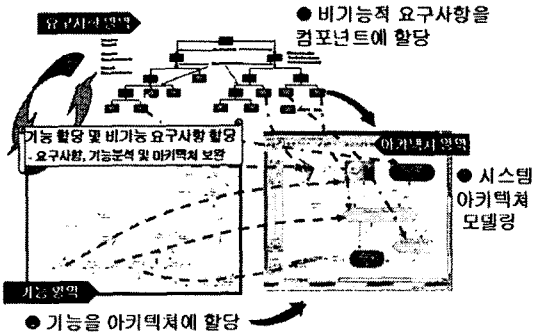 요구사항 영역
● 비기능적 요구사항을
컴포넌트에 할당
기능 할당 및 비기능 요구사항 할당
- 요구사항, 기능분석 및 아키텍쳐 보완
아키텍처 영역
● 시스템
아키텍쳐
모델링
기능 영역
● 기능을 아키텍쳐에 할당